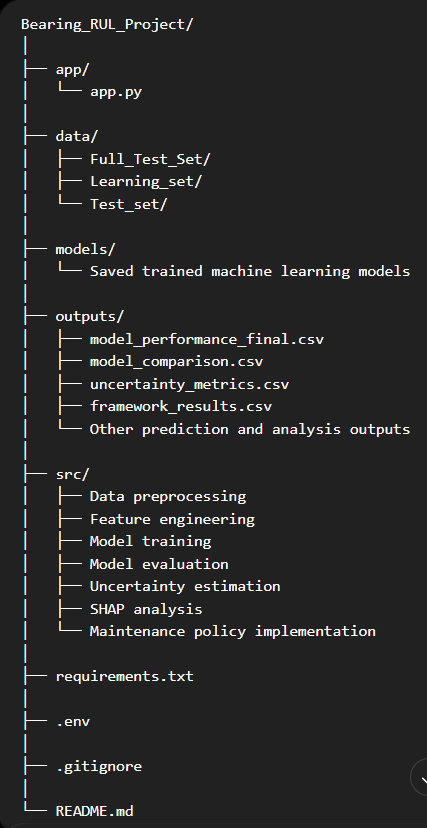 Bearing_RUL_Project/
│
├── app/
│   └── app.py
│
├── data/
│   ├── Full_Test_Set/
│   ├── Learning_set/
│   └── Test_set/
│
├── models/
│   └── Saved trained machine learning models
│
├── outputs/
│   ├── model_performance_final.csv
│   ├── model_comparison.csv
│   ├── uncertainty_metrics.csv
│   ├── framework_results.csv
│   └── Other prediction and analysis outputs
│
├── src/
│   ├── Data preprocessing
│   ├── Feature engineering
│   ├── Model training
│   ├── Model evaluation
│   ├── Uncertainty estimation
│   ├── SHAP analysis
│   └── Maintenance policy implementation
│
├── requirements.txt
│
├── .env
│
├── .gitignore
│
└── README.md